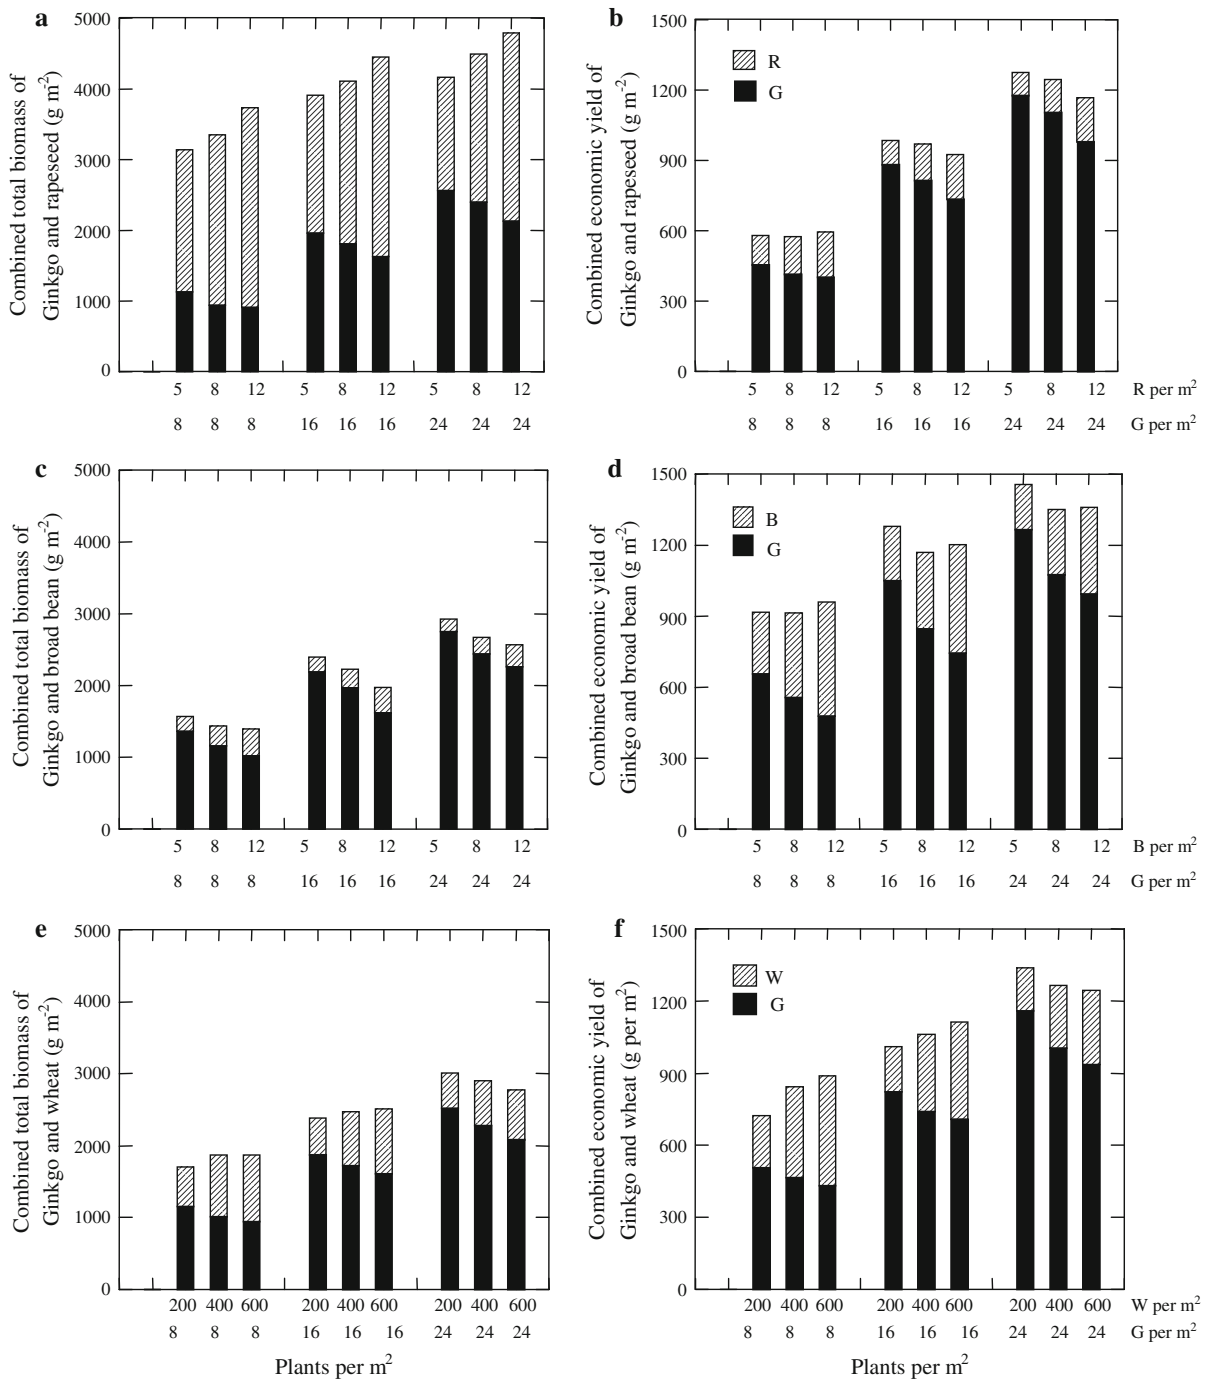 a
Combined total biomass of
Ginkgo and rapeseed (g m⁻²)
5000
4000
3000
2000
1000
0
5 8 12 5 8 12 5 8 12
8 8 8 16 16 16 24 24 24
b
Combined economic yield of
Ginkgo and rapeseed (g m⁻²)
1500
1200
900
600
300
0
R
G
5 8 12 5 8 12 5 8 12 R per m²
8 8 8 16 16 16 24 24 24 G per m²
c
Combined total biomass of
Ginkgo and broad bean (g m⁻²)
5000
4000
3000
2000
1000
0
5 8 12 5 8 12 5 8 12
8 8 8 16 16 16 24 24 24
d
Combined economic yield of
Ginkgo and broad bean (g m⁻²)
1500
1200
900
600
300
0
B
G
5 8 12 5 8 12 5 8 12 B per m²
8 8 8 16 16 16 24 24 24 G per m²
e
Combined total biomass of
Ginkgo and wheat (g m⁻²)
5000
4000
3000
2000
1000
0
200 400 600 200 400 600 200 400 600
8 8 8 16 16 16 24 24 24
Plants per m²
f
Combined economic yield of
Ginkgo and wheat (g per m²)
1500
1200
900
600
300
0
W
G
200 400 600 200 400 600 200 400 600 W per m²
8 8 8 16 16 16 24 24 24 G per m²
Plants per m²